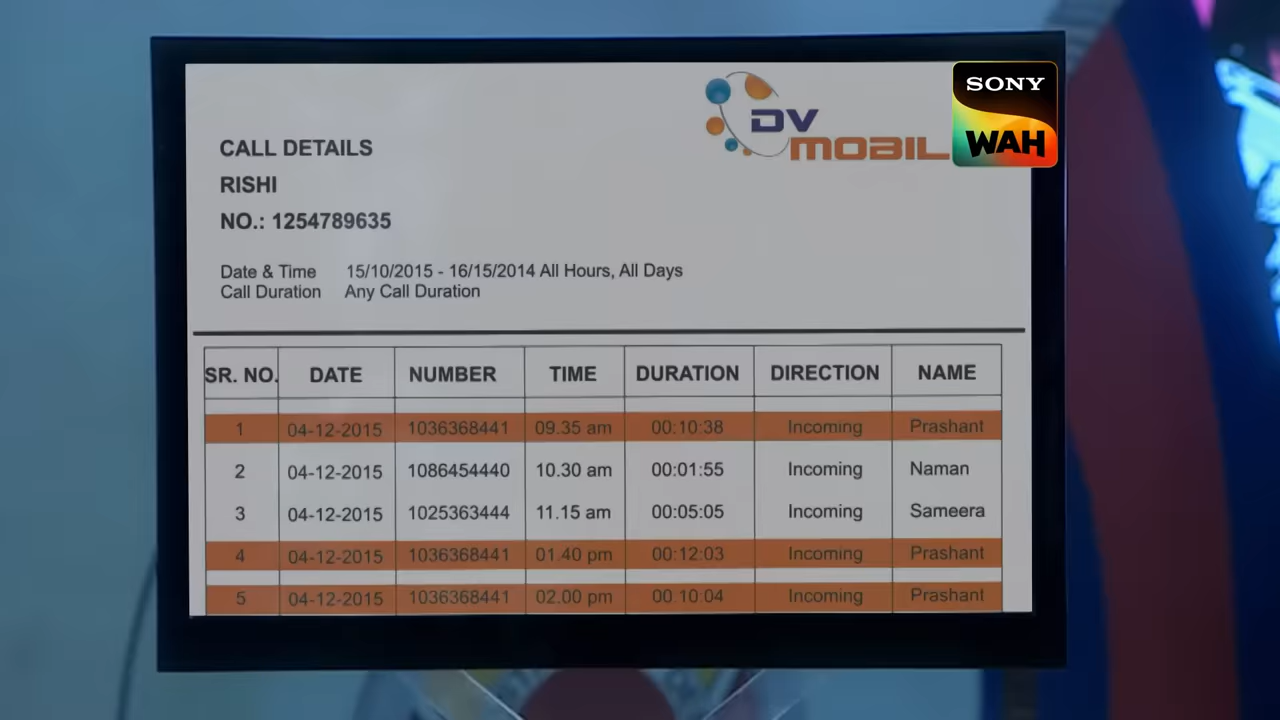 SONY
WAH
DV
MOBIL
CALL DETAILS
RISHI
NO.: 1254789635
Date & Time 15/10/2015 - 16/15/2014 All Hours, All Days
Call Duration Any Call Duration
SR. NO. DATE NUMBER TIME DURATION DIRECTION NAME
1 04-12-2015 1036368441 09.35 am 00:10:38 Incoming Prashant
2 04-12-2015 1086454440 10.30 am 00:01:55 Incoming Naman
3 04-12-2015 1025363444 11.15 am 00:05:05 Incoming Sameera
4 04-12-2015 1036368441 01.40 pm 00:12:03 Incoming Prashant
5 04-12-2015 1036368441 02.00 pm 00 10:04 Incoming Prashant